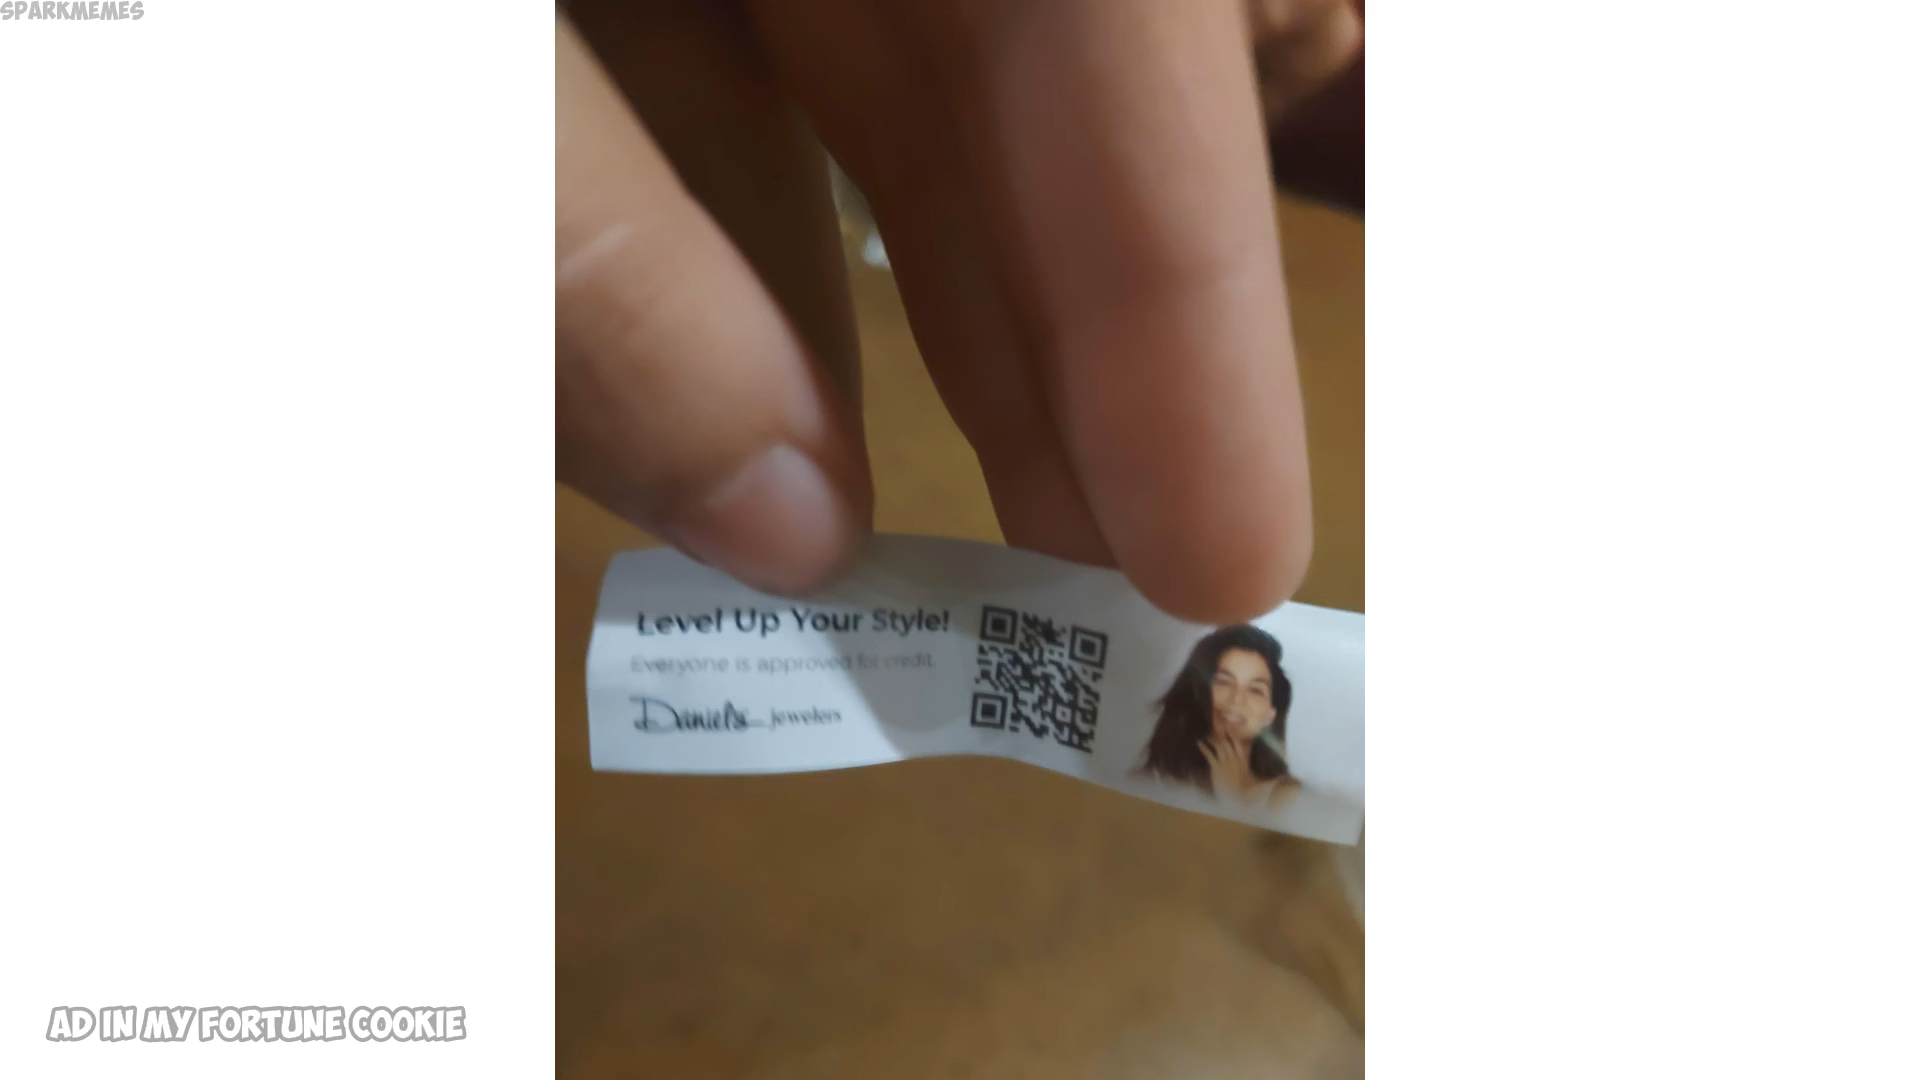 SPARKMEMES
Level Up Your Style!
Everyone is approved for credit.
Daniel's jewelers
AD IN MY FORTUNE COOKIE